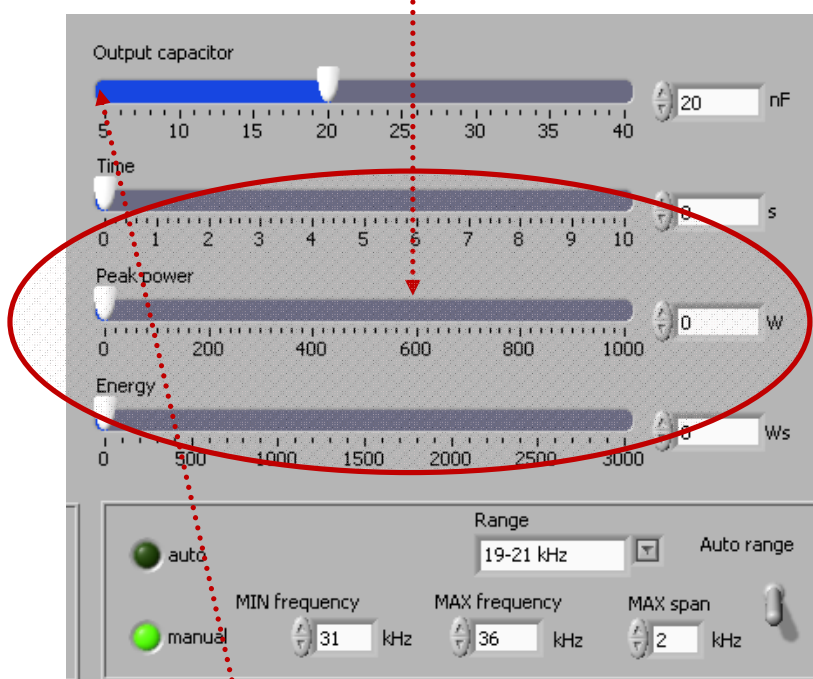 Output capacitor
20 nF
5 10 15 20 25 30 35 40
Time
0 s
0 1 2 3 4 5 6 7 8 9 10
Peak power
0 W
0 200 400 600 800 1000
Energy
0 Ws
0 500 1000 1500 2000 2500 3000
Range
auto 19-21 kHz Auto range
MIN frequency MAX frequency MAX span
manual 31 kHz 36 kHz 2 kHz